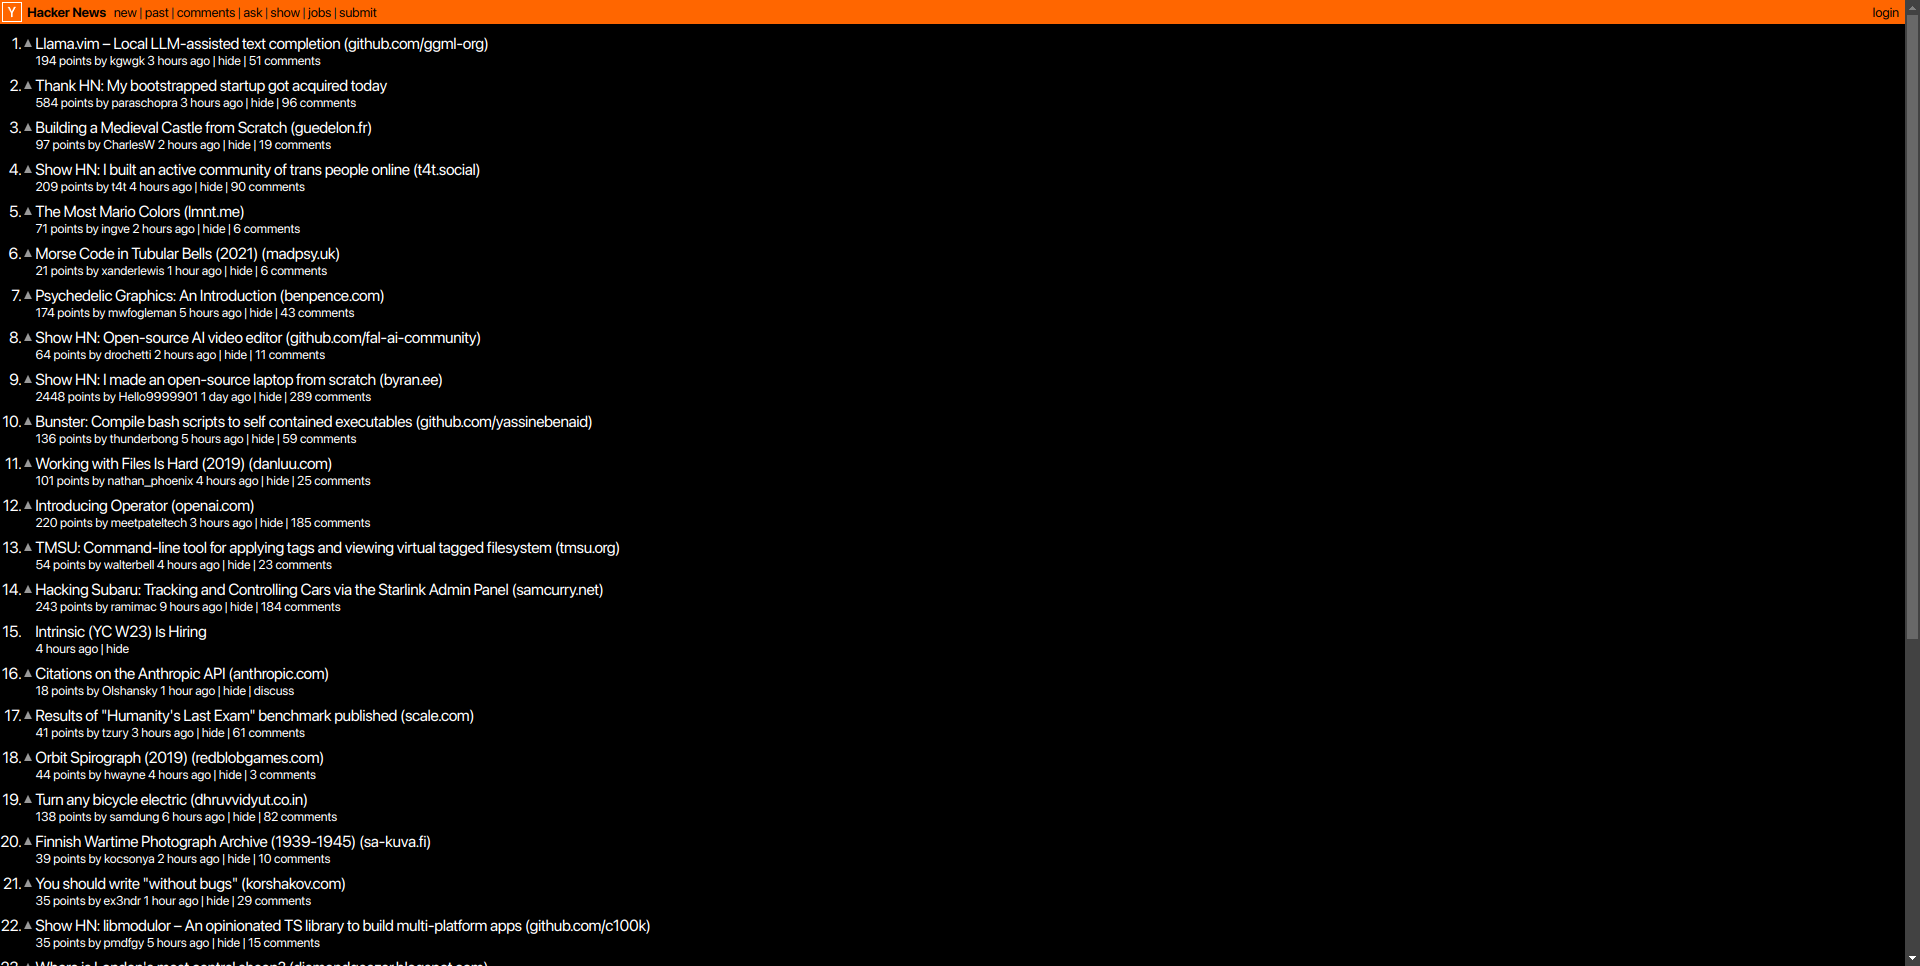 Y Hacker News new | past | comments | ask | show | jobs | submit login
1. ▲ Llama.vim – Local LLM-assisted text completion (github.com/ggml-org)
194 points by kgwgk 3 hours ago | hide | 51 comments
2. ▲ Thank HN: My bootstrapped startup got acquired today
584 points by paraschopra 3 hours ago | hide | 96 comments
3. ▲ Building a Medieval Castle from Scratch (guedelon.fr)
97 points by CharlesW 2 hours ago | hide | 19 comments
4. ▲ Show HN: I built an active community of trans people online (t4t.social)
209 points by t4t 4 hours ago | hide | 90 comments
5. ▲ The Most Mario Colors (lmnt.me)
71 points by ingve 2 hours ago | hide | 6 comments
6. ▲ Morse Code in Tubular Bells (2021) (madpsy.uk)
21 points by xanderlewis 1 hour ago | hide | 6 comments
7. ▲ Psychedelic Graphics: An Introduction (benpence.com)
174 points by mwfogleman 5 hours ago | hide | 43 comments
8. ▲ Show HN: Open-source AI video editor (github.com/fal-ai-community)
64 points by drochetti 2 hours ago | hide | 11 comments
9. ▲ Show HN: I made an open-source laptop from scratch (byran.ee)
2448 points by Hello9999901 1 day ago | hide | 289 comments
10. ▲ Bunster: Compile bash scripts to self contained executables (github.com/yassinebenaid)
136 points by thunderbong 5 hours ago | hide | 59 comments
11. ▲ Working with Files Is Hard (2019) (danluu.com)
101 points by nathan_phoenix 4 hours ago | hide | 25 comments
12. ▲ Introducing Operator (openai.com)
220 points by meetpateltech 3 hours ago | hide | 185 comments
13. ▲ TMSU: Command-line tool for applying tags and viewing virtual tagged filesystem (tmsu.org)
54 points by walterbell 4 hours ago | hide | 23 comments
14. ▲ Hacking Subaru: Tracking and Controlling Cars via the Starlink Admin Panel (samcurry.net)
243 points by ramimac 9 hours ago | hide | 184 comments
15. Intrinsic (YC W23) Is Hiring
4 hours ago | hide
16. ▲ Citations on the Anthropic API (anthropic.com)
18 points by Olshansky 1 hour ago | hide | discuss
17. ▲ Results of "Humanity's Last Exam" benchmark published (scale.com)
41 points by tzury 3 hours ago | hide | 61 comments
18. ▲ Orbit Spirograph (2019) (redblobgames.com)
44 points by hwayne 4 hours ago | hide | 3 comments
19. ▲ Turn any bicycle electric (dhruvvidyut.co.in)
138 points by samdung 6 hours ago | hide | 82 comments
20. ▲ Finnish Wartime Photograph Archive (1939-1945) (sa-kuva.fi)
39 points by kocsonya 2 hours ago | hide | 10 comments
21. ▲ You should write "without bugs" (korshakov.com)
35 points by ex3ndr 1 hour ago | hide | 29 comments
22. ▲ Show HN: libmodulor – An opinionated TS library to build multi-platform apps (github.com/c100k)
35 points by pmdfgy 5 hours ago | hide | 15 comments